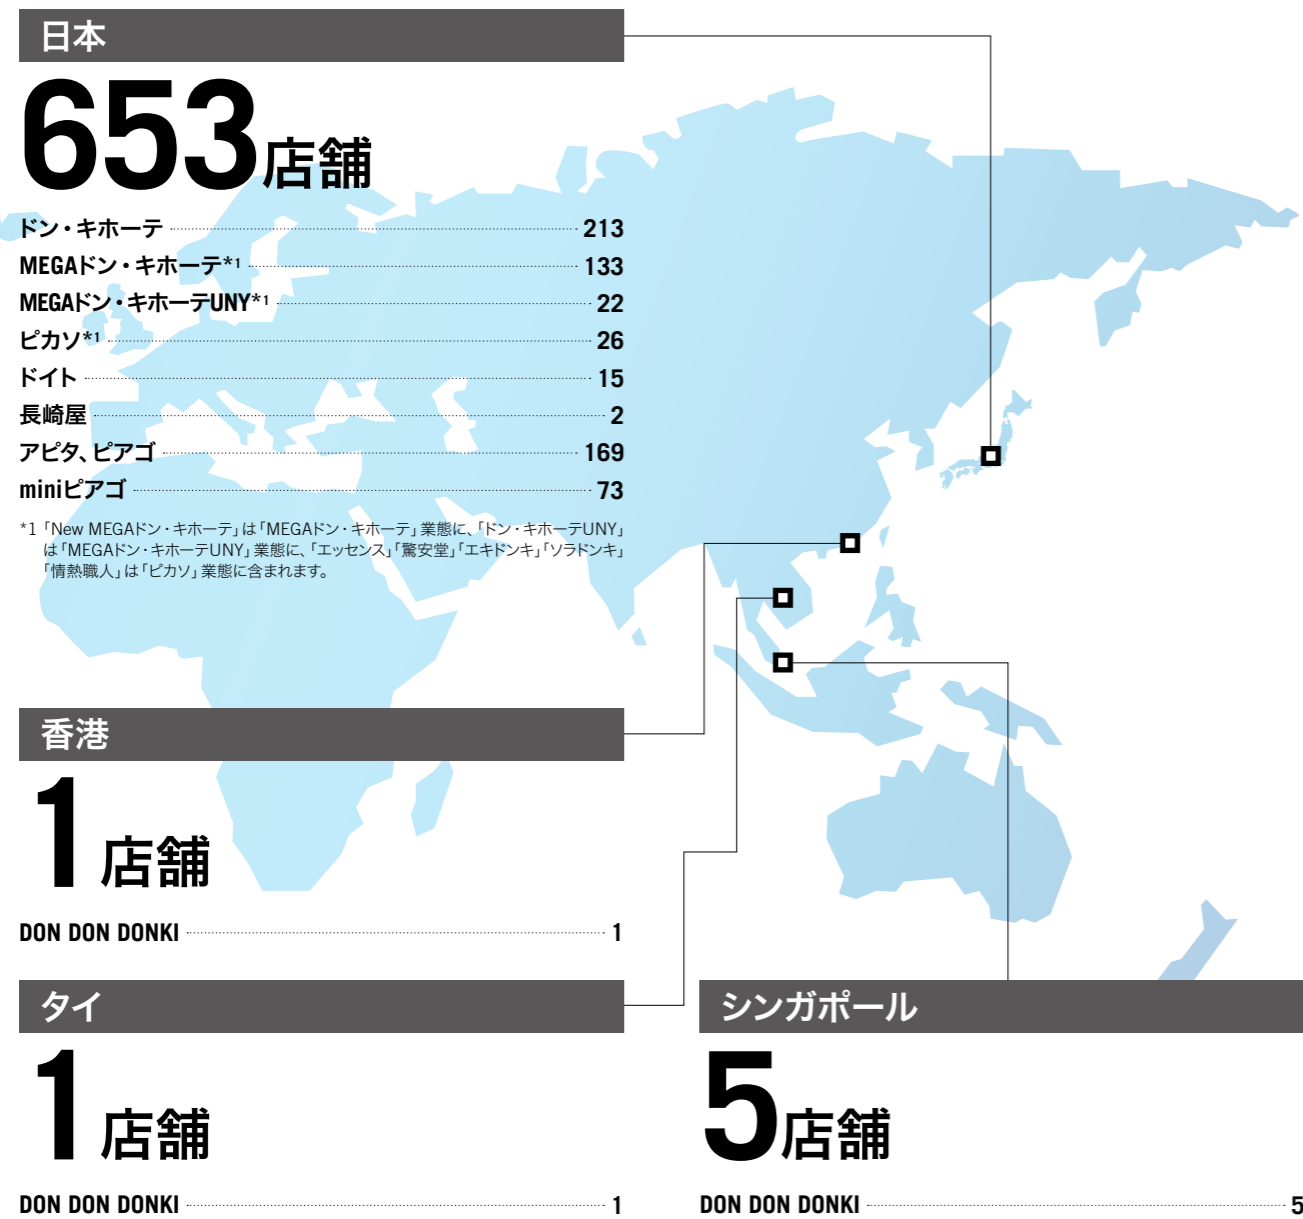 日本
653店舗
ドン・キホーテ 213
MEGAドン・キホーテ*1 133
MEGAドン・キホーテUNY*1 22
ピカソ*1 26
ドイト 15
長崎屋 2
アピタ、ピアゴ 169
miniピアゴ 73
*1「New MEGAドン・キホーテ」は「MEGAドン・キホーテ」業態に、「ドン・キホーテUNY」
は「MEGAドン・キホーテUNY」業態に、「エッセンス」「驚安堂」「エキドンキ」「ソラドンキ」
「情熱職人」は「ピカソ」業態に含まれます。
香港
1店舗
DON DON DONKI 1
タイ
1店舗
DON DON DONKI 1
シンガポール
5店舗
DON DON DONKI 5